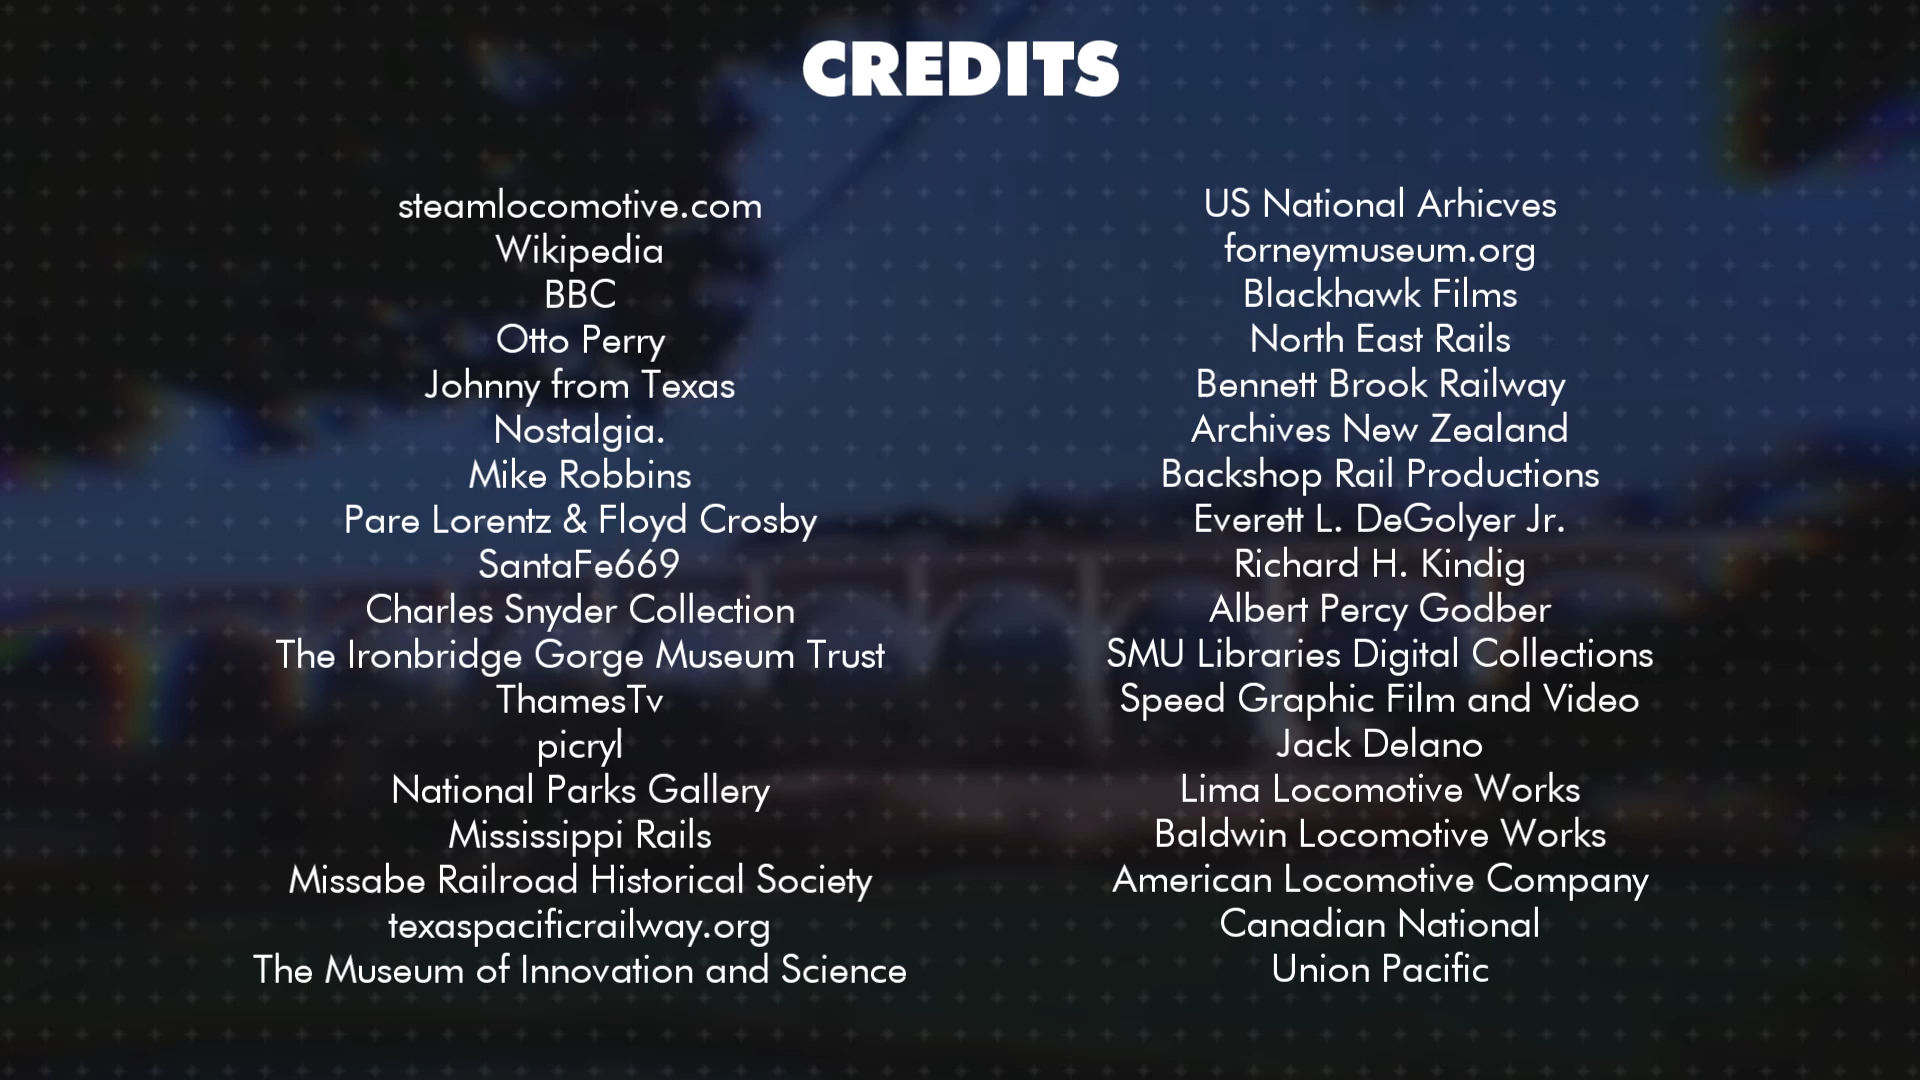 CREDITS
steamlocomotive.com
Wikipedia
BBC
Otto Perry
Johnny from Texas
Nostalgia.
Mike Robbins
Pare Lorentz & Floyd Crosby
SantaFe669
Charles Snyder Collection
The Ironbridge Gorge Museum Trust
ThamesTv
picryl
National Parks Gallery
Mississippi Rails
Missabe Railroad Historical Society
texaspacificrailway.org
The Museum of Innovation and Science
US National Arhicves
forneymuseum.org
Blackhawk Films
North East Rails
Bennett Brook Railway
Archives New Zealand
Backshop Rail Productions
Everett L. DeGolyer Jr.
Richard H. Kindig
Albert Percy Godber
SMU Libraries Digital Collections
Speed Graphic Film and Video
Jack Delano
Lima Locomotive Works
Baldwin Locomotive Works
American Locomotive Company
Canadian National
Union Pacific